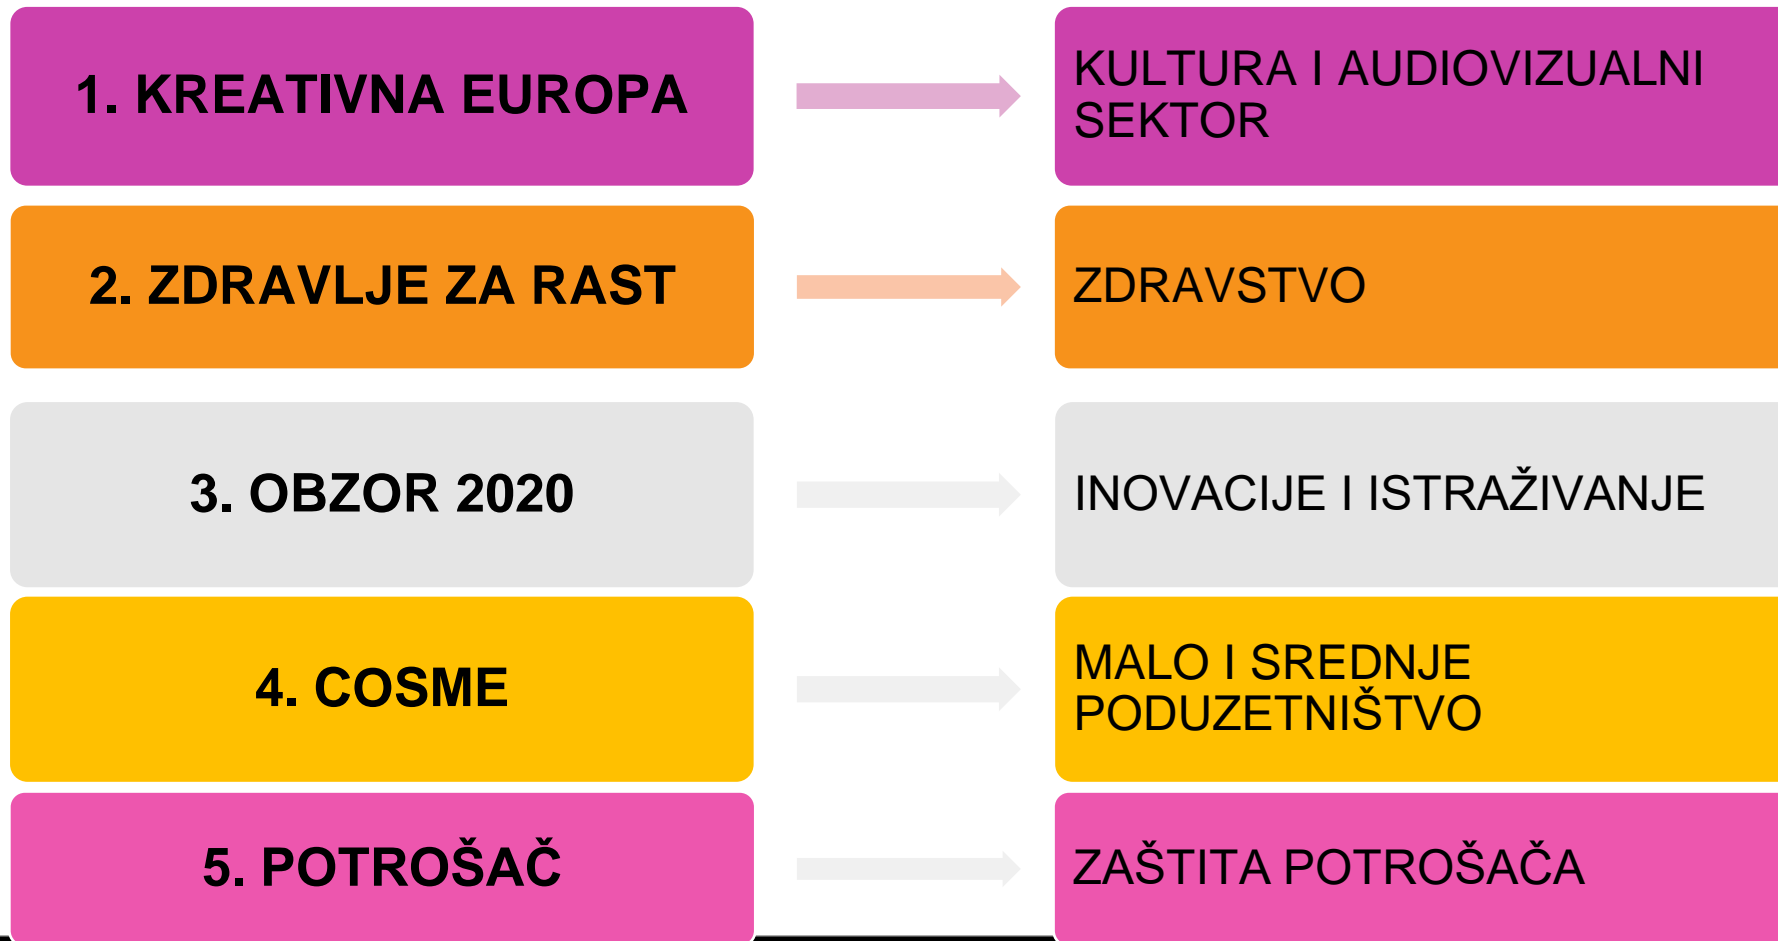 1. KREATIVNA EUROPA
KULTURA I AUDIOVIZUALNI
SEKTOR
2. ZDRAVLJE ZA RAST
ZDRAVSTVO
3. OBZOR 2020
INOVACIJE I ISTRAŽIVANJE
4. COSME
MALO I SREDNJE
PODUZETNIŠTVO
5. POTROŠAČ
ZAŠTITA POTROŠAČA